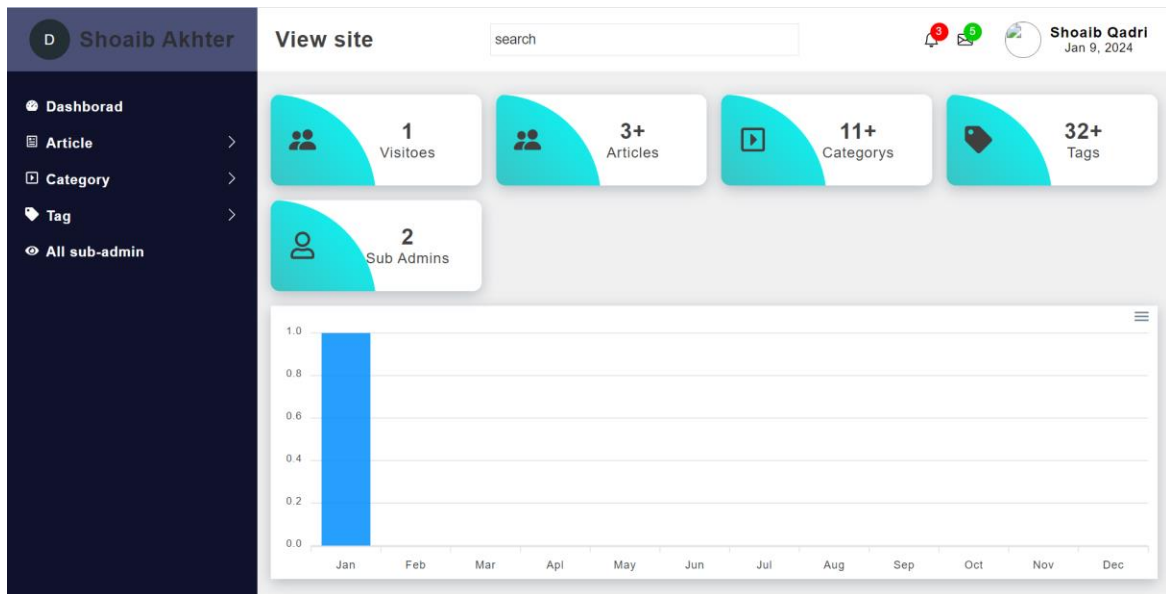 D Shoaib Akhter
View site
search
3
5
Shoaib Qadri
Jan 9, 2024
Dashborad
Article
Category
Tag
All sub-admin
1
Visitoes
3+
Articles
11+
Categorys
32+
Tags
2
Sub Admins
1.0
0.8
0.6
0.4
0.2
0.0
Jan Feb Mar Apl May Jun Jul Aug Sep Oct Nov Dec